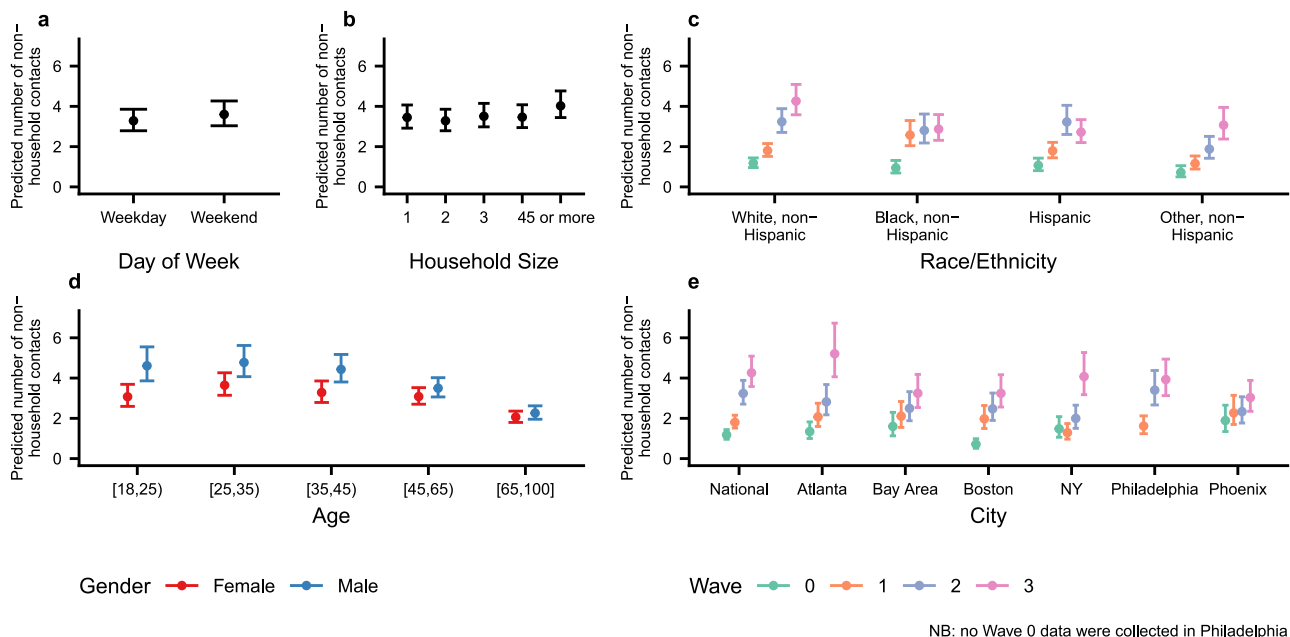 a
Predicted number of non−
household contacts
6
4
2
0
Weekday Weekend
Day of Week
b
Predicted number of non−
household contacts
6
4
2
0
1 2 3 45 or more
Household Size
c
Predicted number of non−
household contacts
6
4
2
0
White, non−
Hispanic
Black, non−
Hispanic
Hispanic
Other, non−
Hispanic
Race/Ethnicity
d
Predicted number of non−
household contacts
6
4
2
0
[18,25) [25,35) [35,45) [45,65) [65,100]
Age
e
Predicted number of non−
household contacts
6
4
2
0
National Atlanta Bay Area Boston NY Philadelphia Phoenix
City
Gender Female Male
Wave 0 1 2 3
NB: no Wave 0 data were collected in Philadelphia